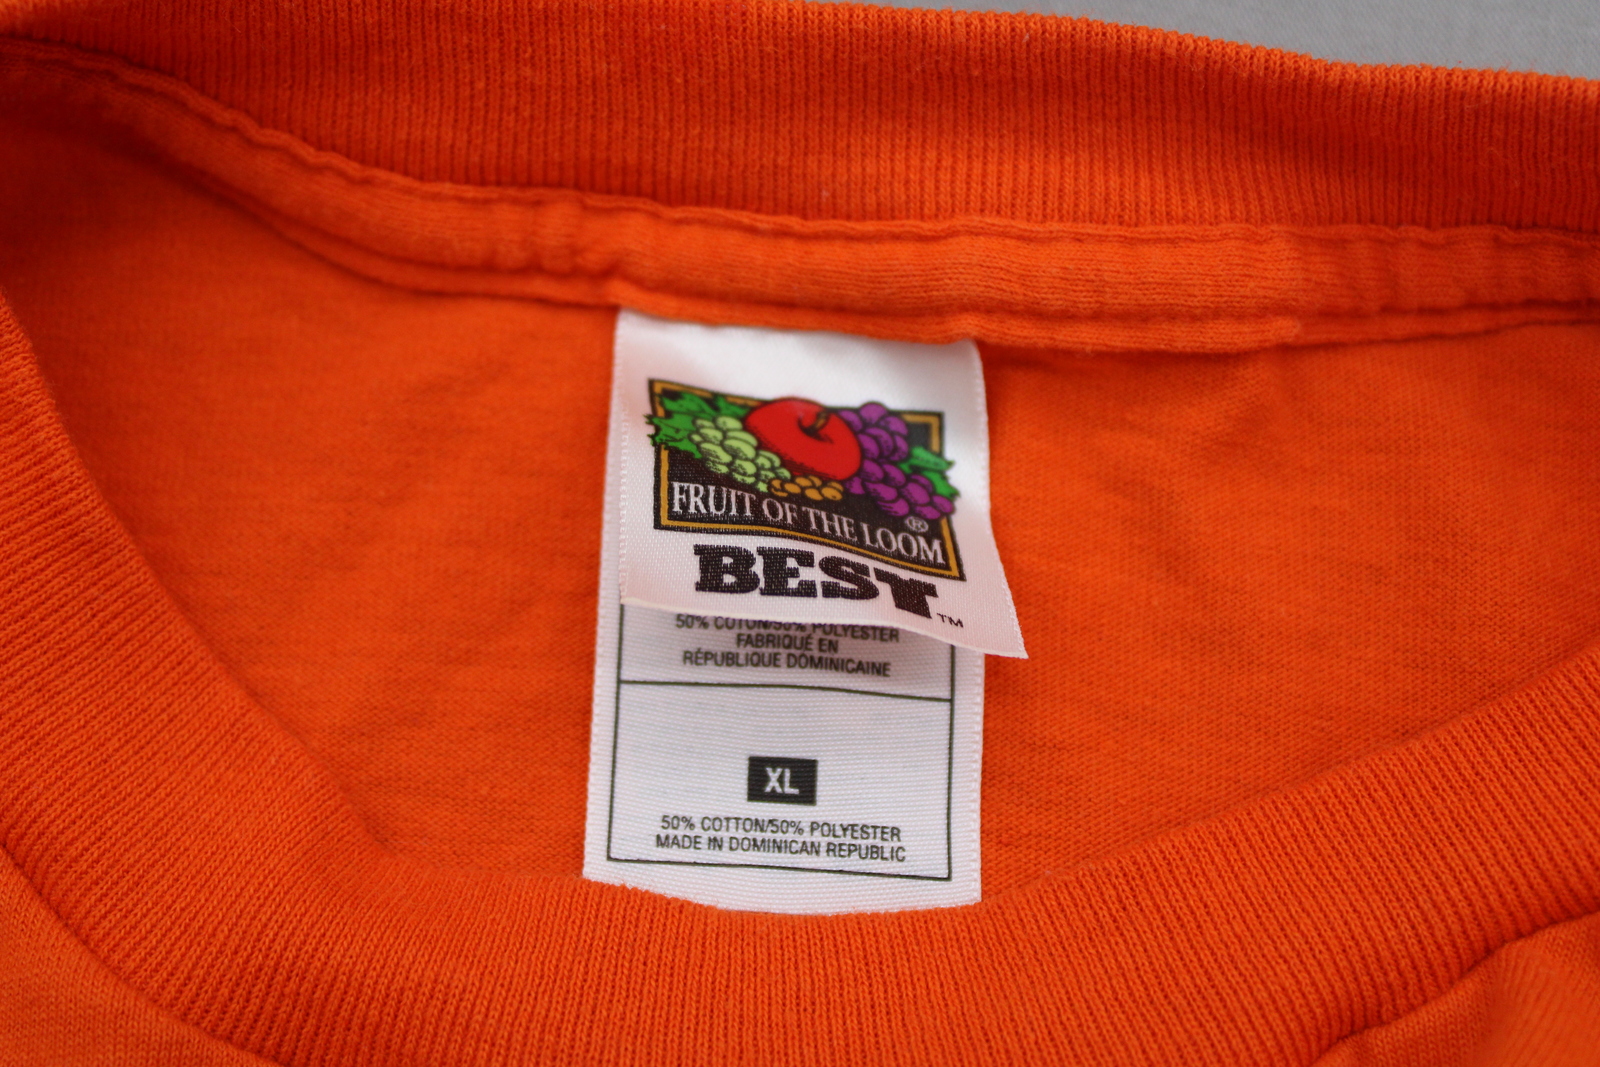 FRUIT OF THE LOOM®
BEST™
50% COTON/50% POLYESTER
FABRIQUÉ EN
RÉPUBLIQUE DOMINICAINE
XL
50% COTTON/50% POLYESTER
MADE IN DOMINICAN REPUBLIC